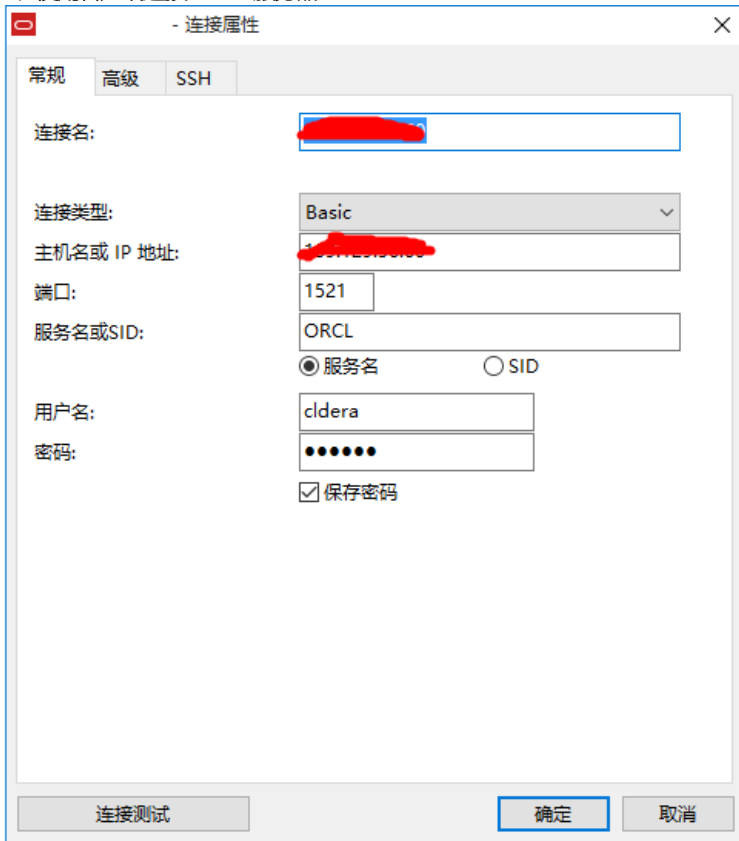 - 连接属性
常规 高级 SSH
连接名:
连接类型: Basic
主机名或 IP 地址:
端口: 1521
服务名或SID: ORCL
服务名 SID
用户名: cldera
密码: ●●●●●●
保存密码
连接测试 确定 取消